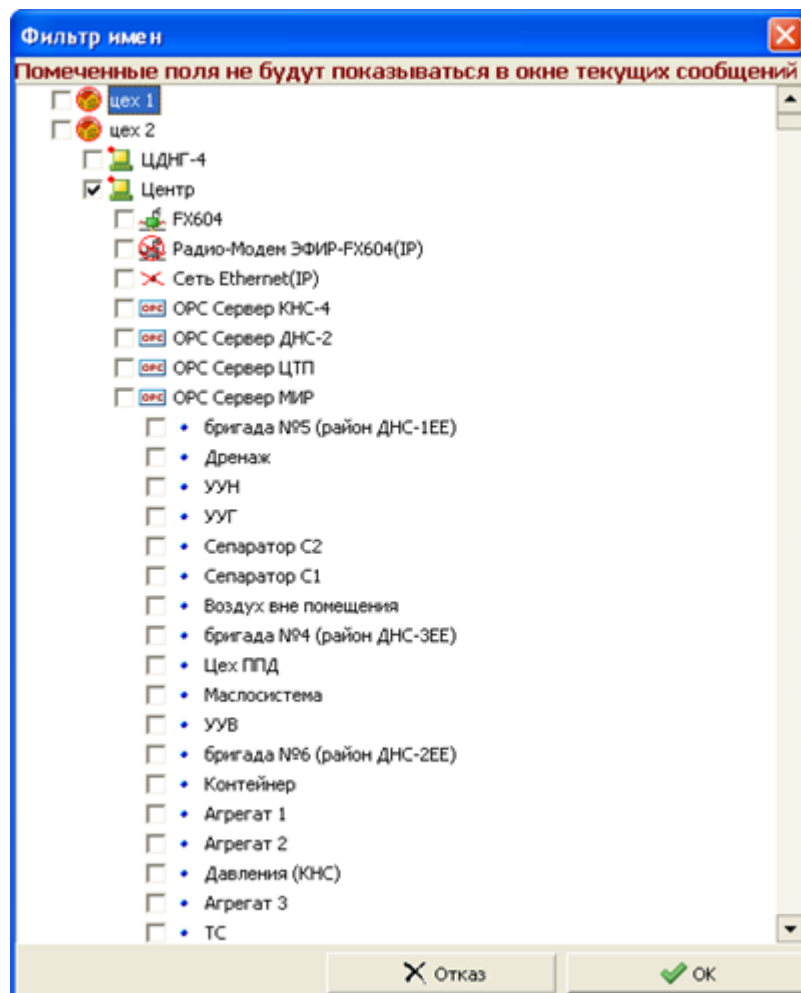 Фильтр имен
Помеченные поля не будут показываться в окне текущих сообщений
цех 1
цех 2
ЦДНГ-4
Центр
FX604
Радио-Модем ЭФИР-FX604(IP)
Сеть Ethernet(IP)
OPC OPC Сервер КНС-4
OPC OPC Сервер ДНС-2
OPC OPC Сервер ЦТП
OPC OPC Сервер МИР
бригада №5 (район ДНС-1ЕЕ)
Дренаж
УУН
УУГ
Сепаратор С2
Сепаратор С1
Воздух вне помещения
бригада №4 (район ДНС-3ЕЕ)
Цех ППД
Маслосистема
УУВ
бригада №6 (район ДНС-2ЕЕ)
Контейнер
Агрегат 1
Агрегат 2
Давления (КНС)
Агрегат 3
ТС
Отказ OK